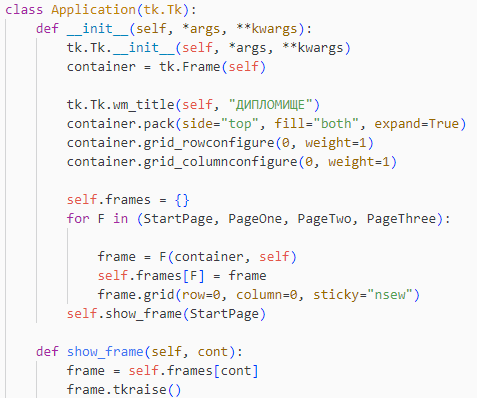 class Application(tk.Tk):
    def __init__(self, *args, **kwargs):
        tk.Tk.__init__(self, *args, **kwargs)
        container = tk.Frame(self)

        tk.Tk.wm_title(self, "ДИПЛОМИЩЕ")
        container.pack(side="top", fill="both", expand=True)
        container.grid_rowconfigure(0, weight=1)
        container.grid_columnconfigure(0, weight=1)

        self.frames = {}
        for F in (StartPage, PageOne, PageTwo, PageThree):

            frame = F(container, self)
            self.frames[F] = frame
            frame.grid(row=0, column=0, sticky="nsew")
        self.show_frame(StartPage)

    def show_frame(self, cont):
        frame = self.frames[cont]
        frame.tkraise()